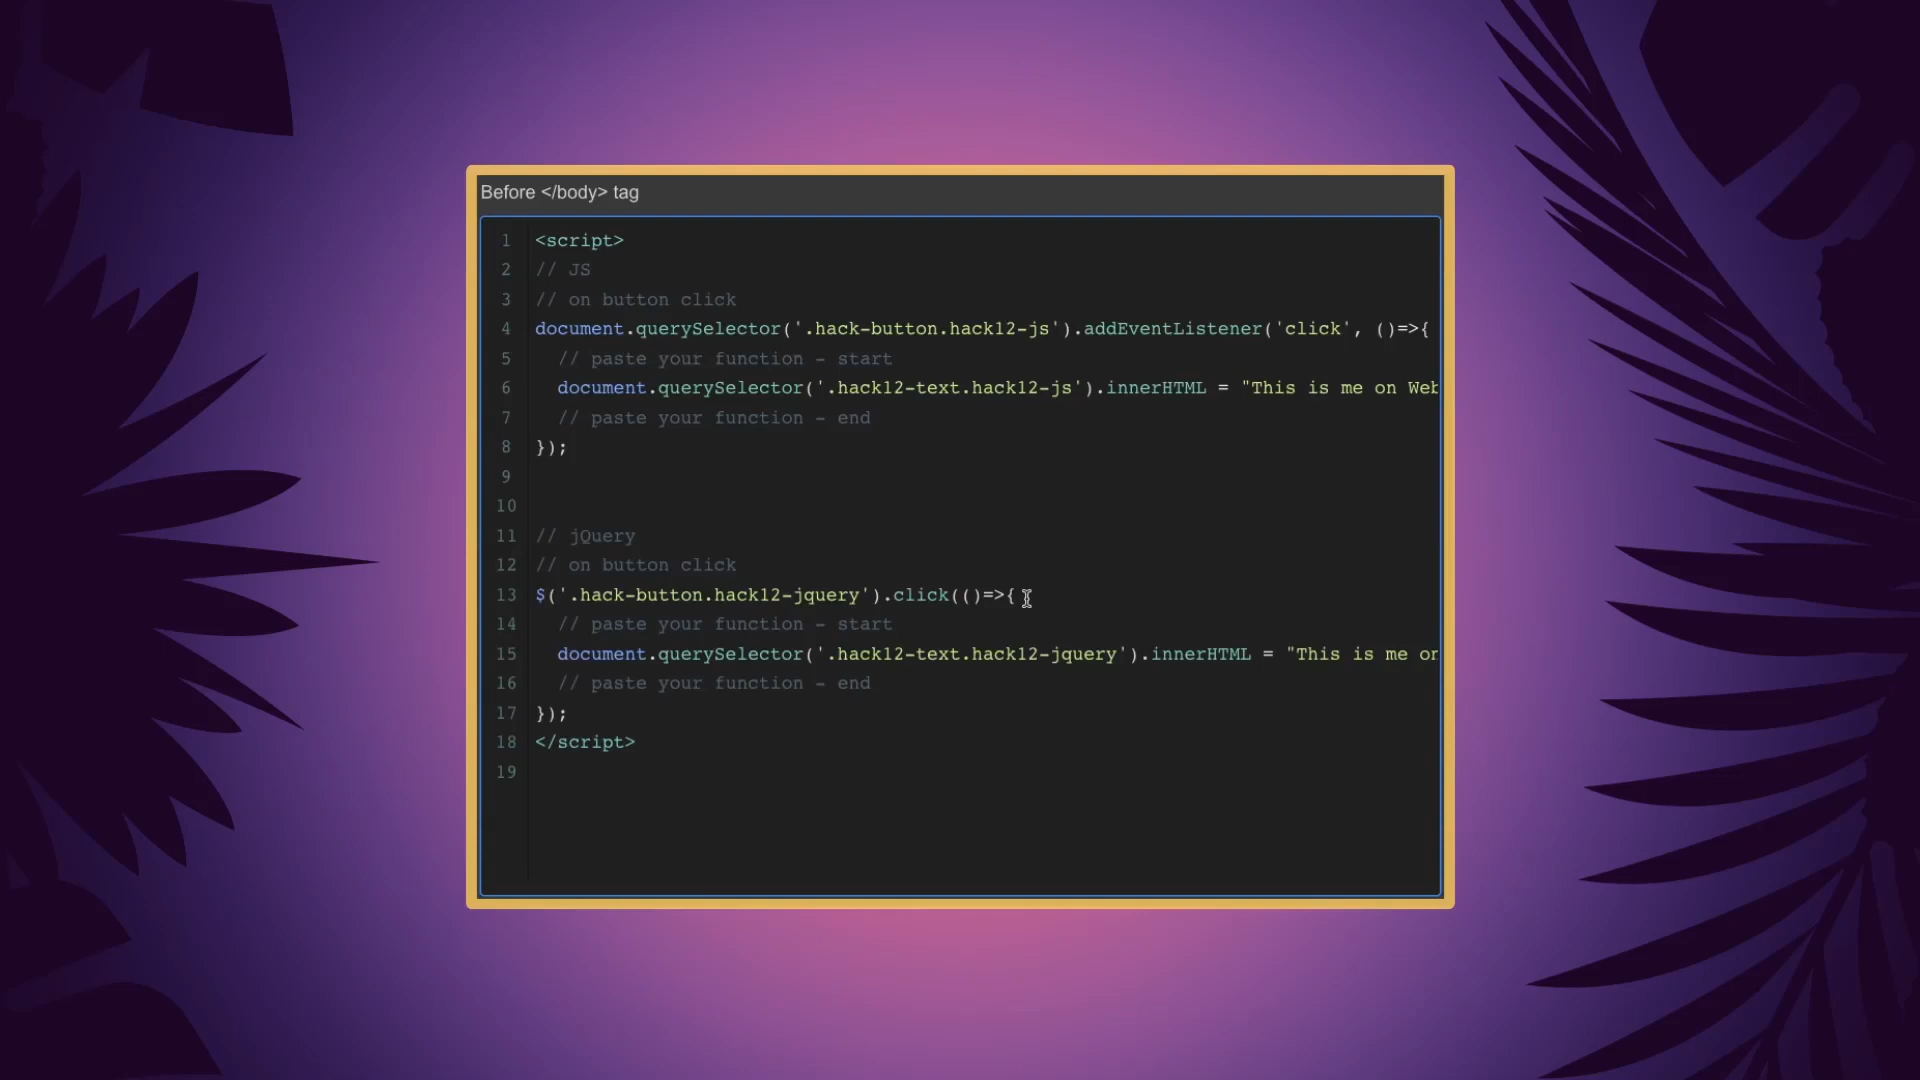 Before </body> tag
1 <script>
2 // JS
3 // on button click
4 document.querySelector('.hack-button.hack12-js').addEventListener('click', ()=>{
5 // paste your function - start
6 document.querySelector('.hack12-text.hack12-js').innerHTML = "This is me on Web
7 // paste your function - end
8 });
9
10
11 // jQuery
12 // on button click
13 $('.hack-button.hack12-jquery').click(()=>{
14 // paste your function - start
15 document.querySelector('.hack12-text.hack12-jquery').innerHTML = "This is me on
16 // paste your function - end
17 });
18 </script>
19